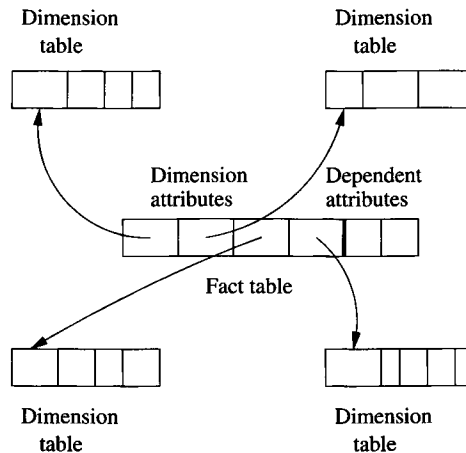 Dimension
table
Dimension
table
Dimension
attributes
Dependent
attributes
Fact table
Dimension
table
Dimension
table